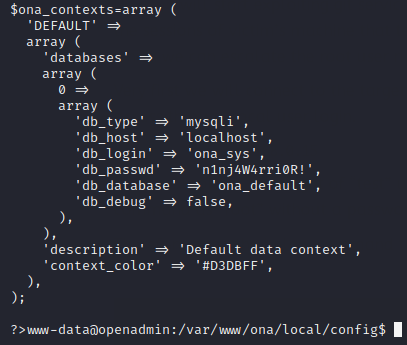 $ona_contexts=array (
  'DEFAULT' =>
  array (
    'databases' =>
    array (
      0 =>
      array (
        'db_type' => 'mysqli',
        'db_host' => 'localhost',
        'db_login' => 'ona_sys',
        'db_passwd' => 'n1nj4W4rri0R!',
        'db_database' => 'ona_default',
        'db_debug' => false,
      ),
    ),
    'description' => 'Default data context',
    'context_color' => '#D3DBFF',
  ),
);
?>www-data@openadmin:/var/www/ona/local/config$